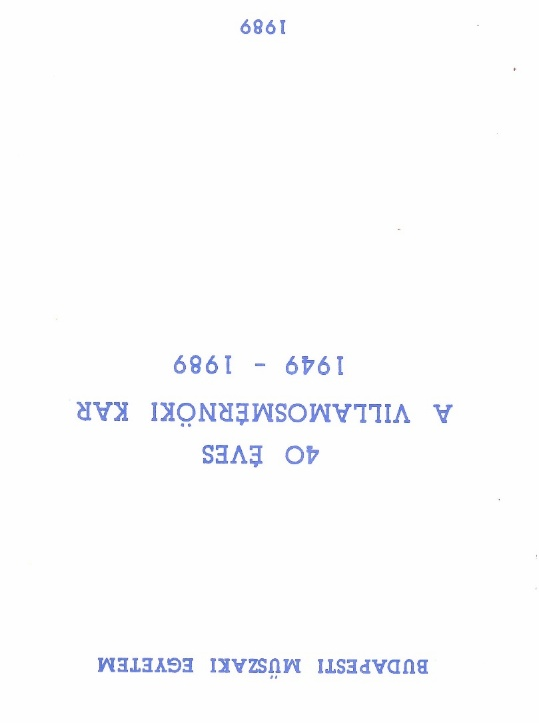 BUDAPESTI MŰSZAKI EGYETEM
40 ÉVES
A VILLAMOSMÉRNÖKI KAR
1949 - 1989
1989